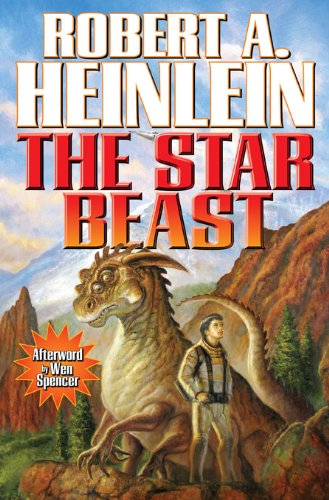 ROBERT A.
HEINLEIN
THE STAR
BEAST
Afterword
by Wen
Spencer